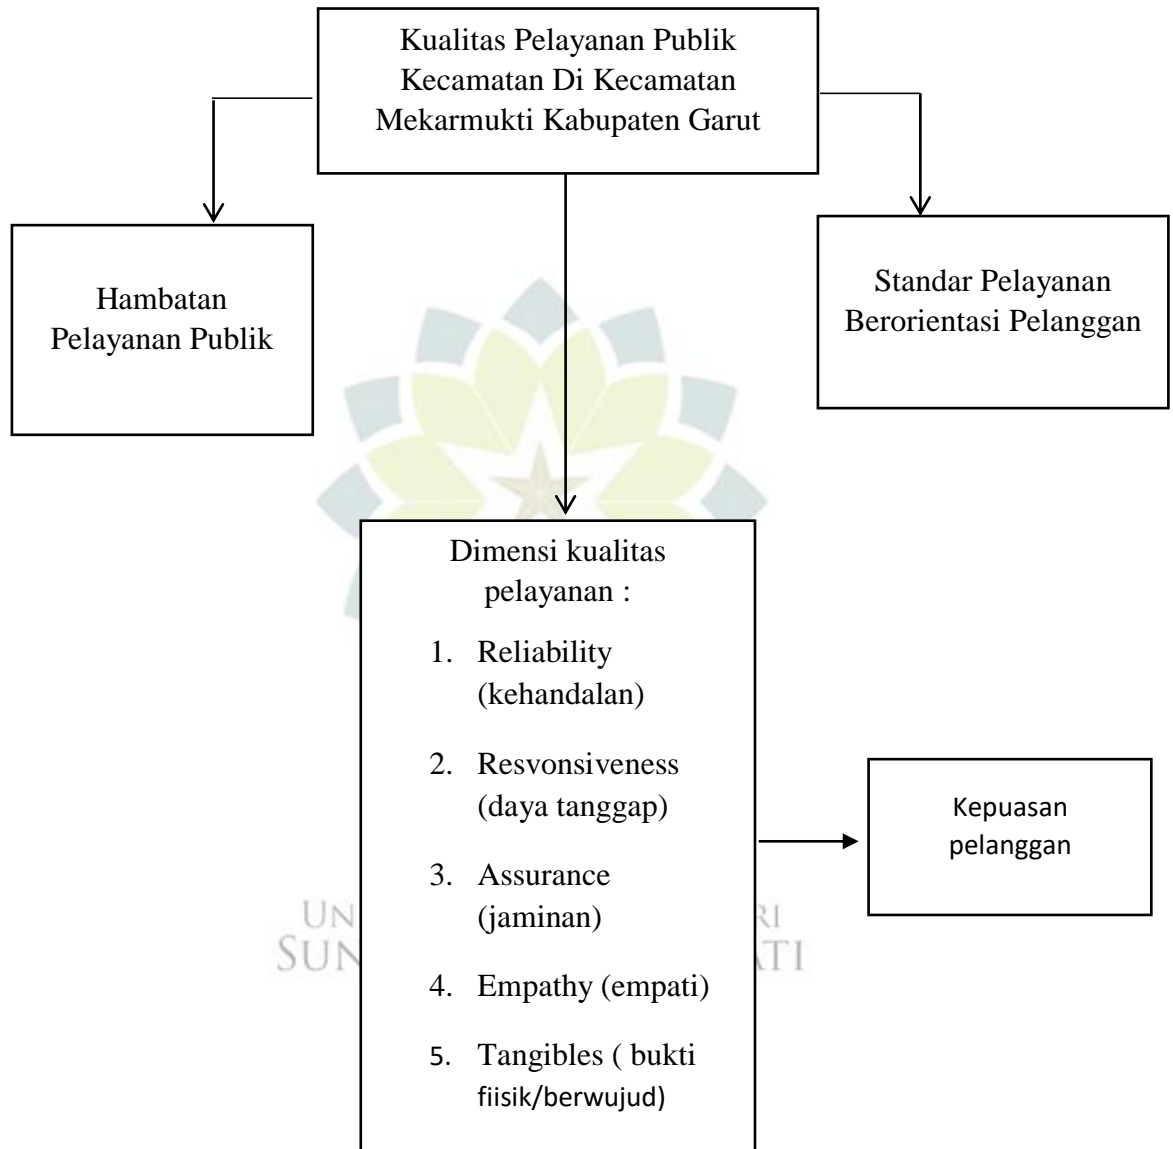 Kualitas Pelayanan Publik
Kecamatan Di Kecamatan
Mekarmukti Kabupaten Garut
Hambatan
Pelayanan Publik
Standar Pelayanan
Berorientasi Pelanggan
Dimensi kualitas
pelayanan :
1. Reliability
(kehandalan)
2. Resvonsiveness
(daya tanggap)
3. Assurance
(jaminan)
4. Empathy (empati)
5. Tangibles ( bukti
fiisik/berwujud)
Kepuasan
pelanggan